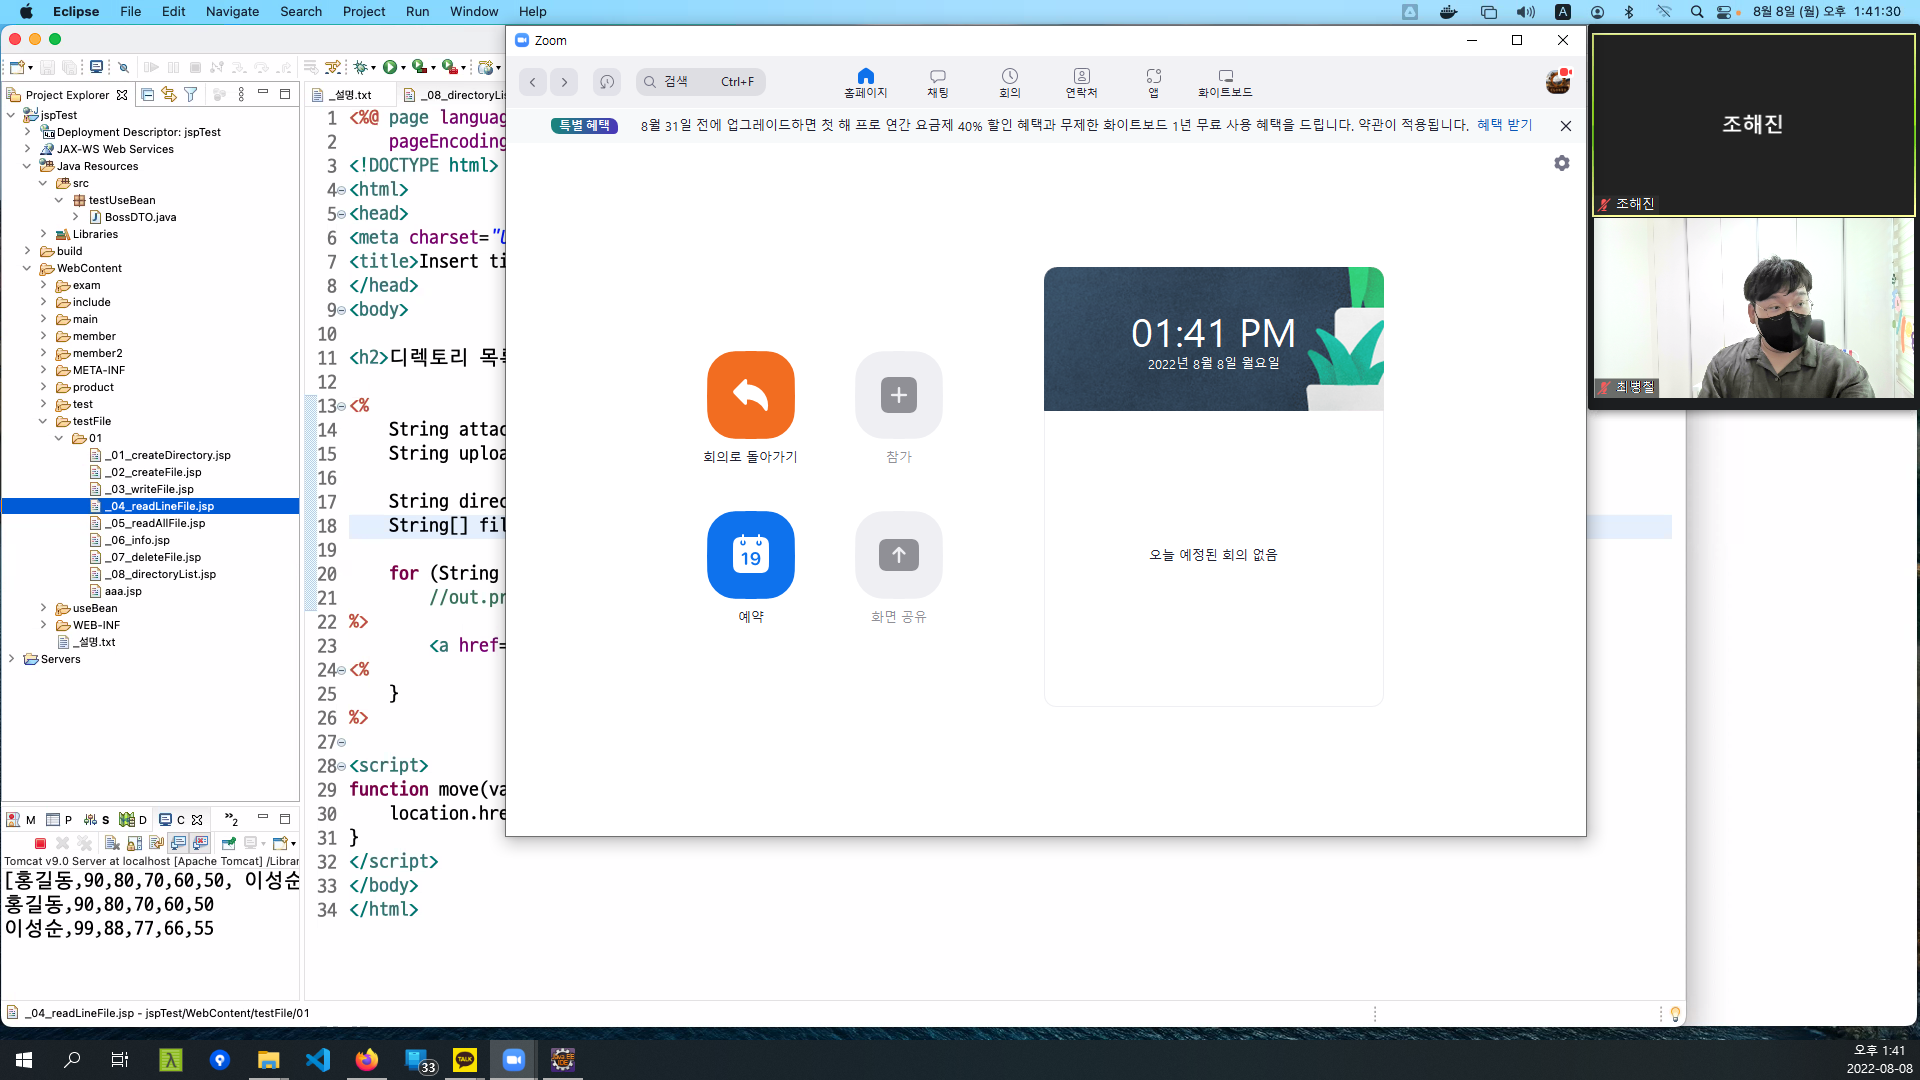 Eclipse File Edit Navigate Search Project Run Window Help
A 8월 8일 (월) 오후 1:41:30
Project Explorer
jspTest
Deployment Descriptor: jspTest
JAX-WS Web Services
Java Resources
src
testUseBean
BossDTO.java
Libraries
build
WebContent
exam
include
main
member
member2
META-INF
product
test
testFile
01
_01_createDirectory.jsp
_02_createFile.jsp
_03_writeFile.jsp
_04_readLineFile.jsp
_05_readAllFile.jsp
_06_info.jsp
_07_deleteFile.jsp
_08_directoryList.jsp
aaa.jsp
useBean
WEB-INF
_설명.txt
Servers
M P S D C »2
Tomcat v9.0 Server at localhost [Apache Tomcat] /Librar
[홍길동,90,80,70,60,50, 이성순
홍길동,90,80,70,60,50
이성순,99,88,77,66,55
_설명.txt _08_directoryLis
1 <%@ page languag
2 pageEncoding
3 <!DOCTYPE html>
4 <html>
5 <head>
6 <meta charset="U
7 <title>Insert ti
8 </head>
9 <body>
10
11 <h2>디렉토리 목록
12
13 <%
14 String attac
15 String uploa
16
17 String direc
18 String[] fil
19
20 for (String
21 //out.pr
22 %>
23 <a href=
24 <%
25 }
26 %>
27
28 <script>
29 function move(va
30 location.hre
31 }
32 </script>
33 </body>
34 </html>
Zoom
검색 Ctrl+F
홈페이지 채팅 회의 연락처 앱 화이트보드
특별 혜택 8월 31일 전에 업그레이드하면 첫 해 프로 연간 요금제 40% 할인 혜택과 무제한 화이트보드 1년 무료 사용 혜택을 드립니다. 약관이 적용됩니다. 혜택 받기
회의로 돌아가기
참가
19
예약
화면 공유
01:41 PM
2022년 8월 8일 월요일
오늘 예정된 회의 없음
조해진
조해진
최병철
_04_readLineFile.jsp - jspTest/WebContent/testFile/01
33
TALK
오후 1:41
2022-08-08